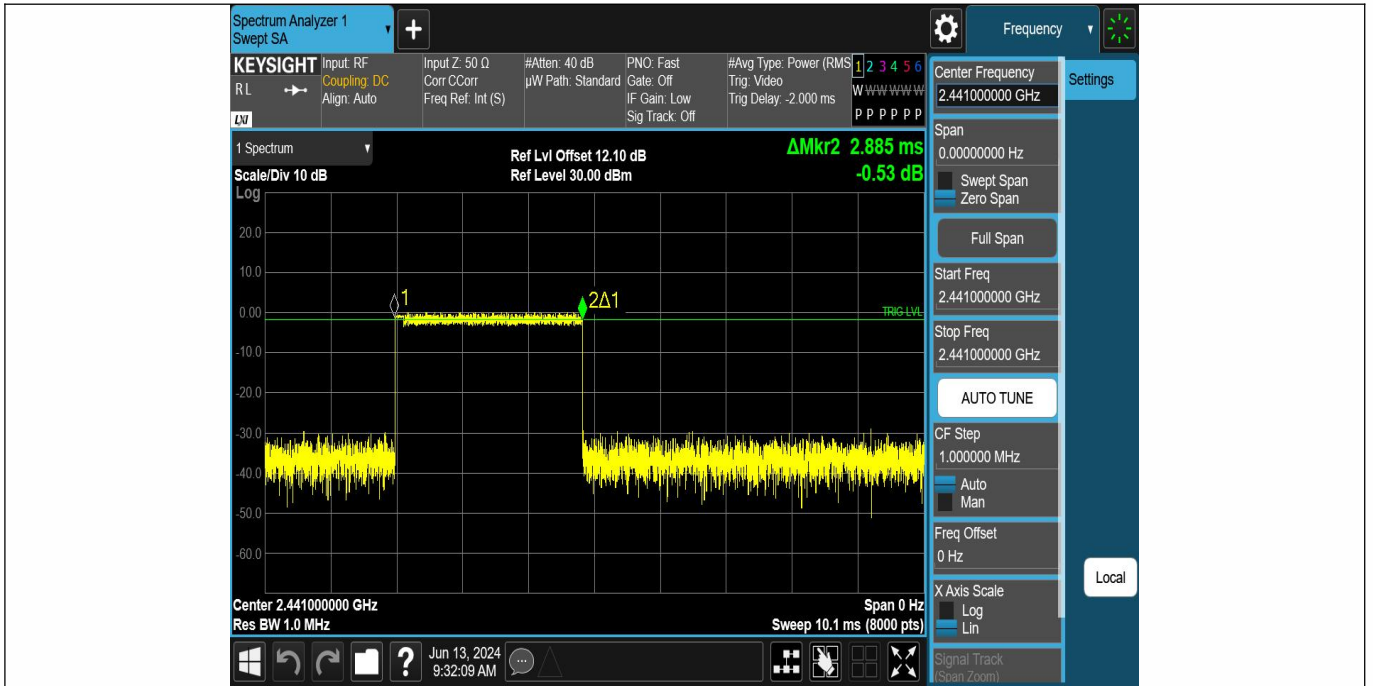 Spectrum Analyzer 1
Swept SA
+
Frequency
KEYSIGHT
R L
LXI
Input: RF
Coupling: DC
Align: Auto
Input Z: 50 Ω
Corr CCorr
Freq Ref: Int (S)
#Atten: 40 dB
µW Path: Standard
PNO: Fast
Gate: Off
IF Gain: Low
Sig Track: Off
#Avg Type: Power (RMS
Trig: Video
Trig Delay: -2.000 ms
1 2 3 4 5 6
W W W W W W
P P P P P P
1 Spectrum
Scale/Div 10 dB
Ref Lvl Offset 12.10 dB
Ref Level 30.00 dBm
ΔMkr2 2.885 ms
-0.53 dB
Log
20.0
10.0
0.00
-10.0
-20.0
-30.0
-40.0
-50.0
-60.0
1
2Δ1
TRIG LVL
Center 2.441000000 GHz
Res BW 1.0 MHz
Span 0 Hz
Sweep 10.1 ms (8000 pts)
Center Frequency
2.441000000 GHz
Settings
Span
0.00000000 Hz
Swept Span
Zero Span
Full Span
Start Freq
2.441000000 GHz
Stop Freq
2.441000000 GHz
AUTO TUNE
CF Step
1.000000 MHz
Auto
Man
Freq Offset
0 Hz
X Axis Scale
Log
Lin
Signal Track
(Span Zoom)
Local
?
Jun 13, 2024
9:32:09 AM